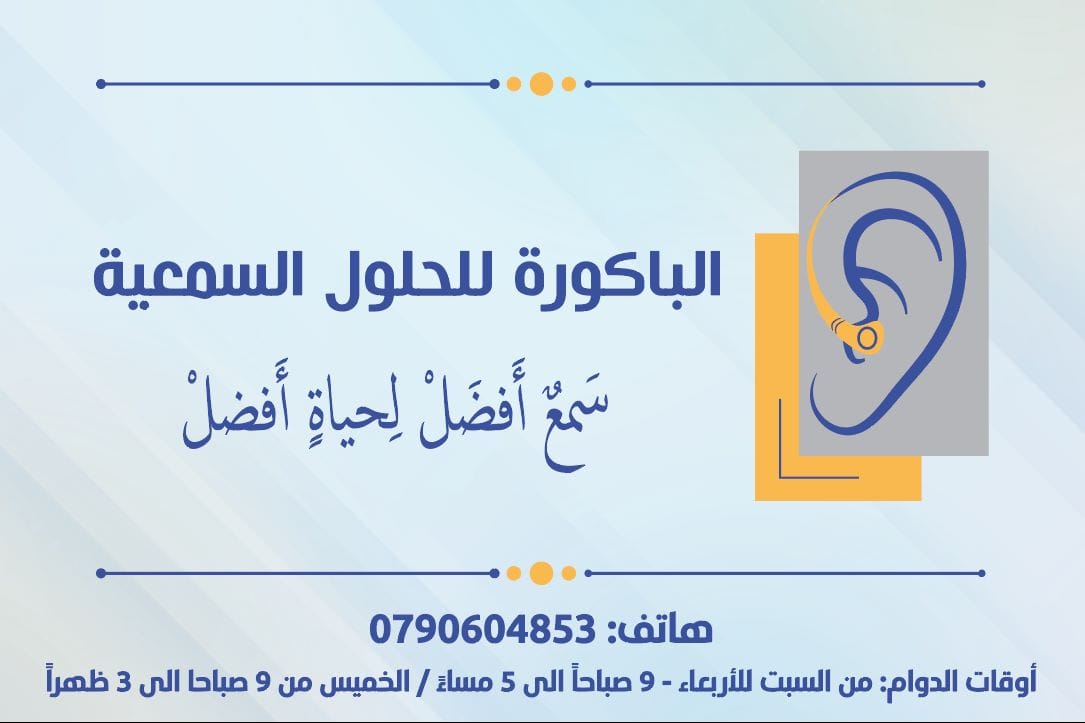 الباكورة للحلول السمعية
سَمعٌ أَفضَلْ لِحياةٍ أَفضلْ
هاتف: 0790604853
أوقات الدوام: من السبت للأربعاء - 9 صباحاً الى 5 مساءً / الخميس من 9 صباحا الى 3 ظهراً